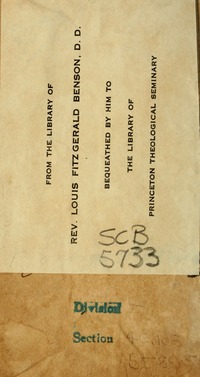 FROM THE LIBRARY OF
REV. LOUIS FITZGERALD BENSON, D. D.
BEQUEATHED BY HIM TO
THE LIBRARY OF
PRINCETON THEOLOGICAL SEMINARY
SCB
5733
Division
Section